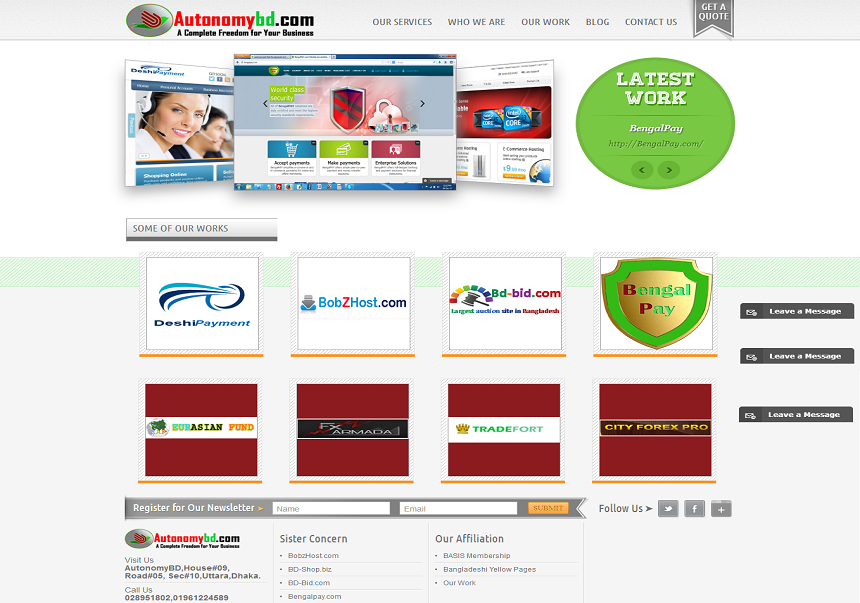 Autonomybd.com
A Complete Freedom for Your Business
OUR SERVICES
WHO WE ARE
OUR WORK
BLOG
CONTACT US
GET A
QUOTE
DeshiPayment
Shopping Online
World class
security
Accept payments
Make payments
Enterprise Solutions
E-Commerce Hosting
LATEST
WORK
BengalPay
http://BengalPay.com/
SOME OF OUR WORKS
DeshiPayment
BobZHost.com
Bd-bid.com
Largest auction site in Bangladesh
Bengal
Pay
Leave a Message
Leave a Message
Leave a Message
EURASIAN FUND
FX
ARMADA
TRADEFORT
CITY FOREX PRO
Register for Our Newsletter ➤
Name
Email
SUBMIT
Follow Us ➤
Autonomybd.com
A Complete Freedom for Your Business
Visit Us
AutonomyBD,House#09,
Road#05, Sec#10,Uttara,Dhaka.
Call Us
028951802,01961224589
Sister Concern
• BobzHost.com
• BD-Shop.biz
• BD-Bid.com
• Bengalpay.com
Our Affiliation
• BASIS Membership
• Bangladeshi Yellow Pages
• Our Work